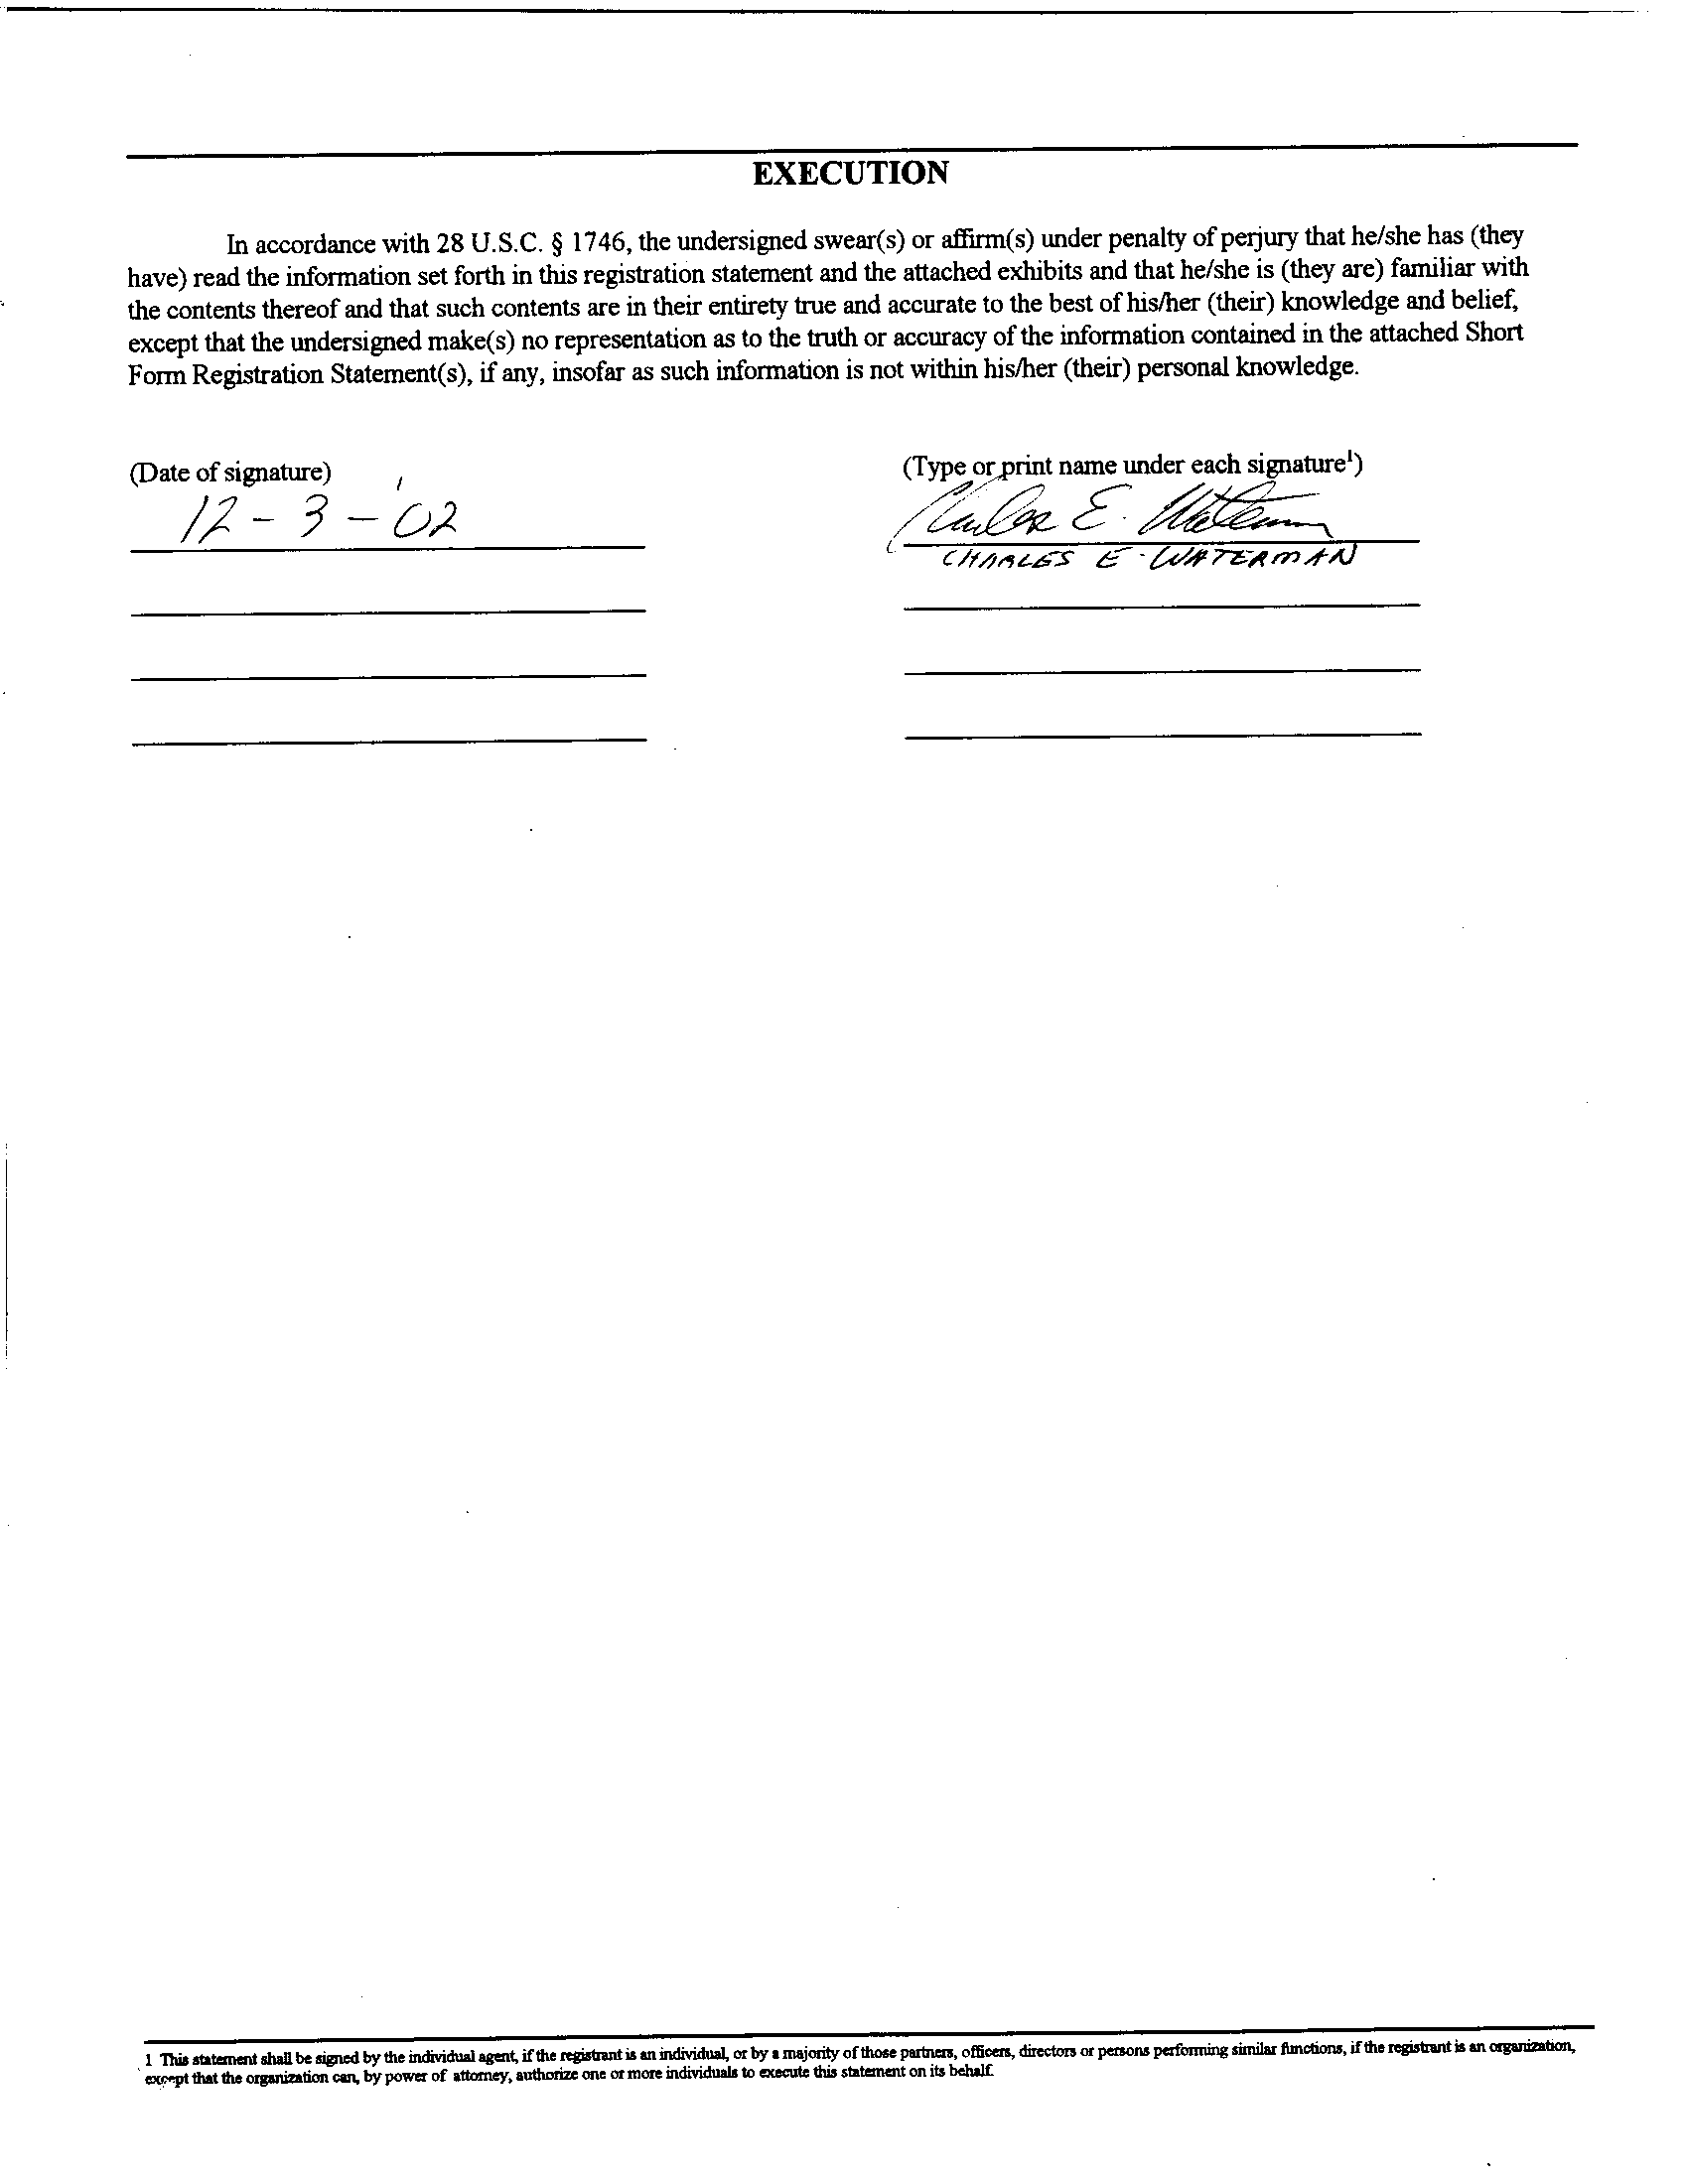 EXECUTION
In accordance with 28 U.S.C. § 1746, the undersigned swear(s) or affirm(s) under penalty of perjury that he/she has (they
have) read the information set forth in this registration statement and the attached exhibits and that he/she is (they are) familiar with
the contents thereof and that such contents are in their entirety true and accurate to the best of his/her (their) knowledge and belief,
except that the undersigned make(s) no representation as to the truth or accuracy of the information contained in the attached Short
Form Registration Statement(s), if any, insofar as such information is not within his/her (their) personal knowledge.
(Date of signature) (Type or print name under each signature¹)
12 - 3 - 02 Charles E. Waterman
CHARLES E. WATERMAN
1 This statement shall be signed by the individual agent, if the registrant is an individual, or by a majority of those partners, officers, directors or persons performing similar functions, if the registrant is an organization,
except that the organization can, by power of attorney, authorize one or more individuals to execute this statement on its behalf.